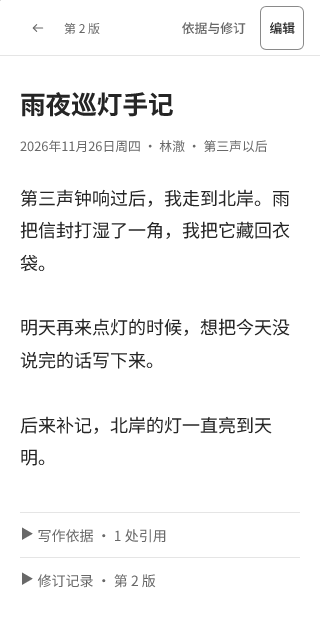 ← 第 2 版 依据与修订 编辑
雨夜巡灯手记
2026年11月26日周四 · 林澈 · 第三声以后
第三声钟响过后，我走到北岸。雨
把信封打湿了一角，我把它藏回衣
袋。
明天再来点灯的时候，想把今天没
说完的话写下来。
后来补记，北岸的灯一直亮到天
明。
▶ 写作依据 · 1 处引用
▶ 修订记录 · 第 2 版